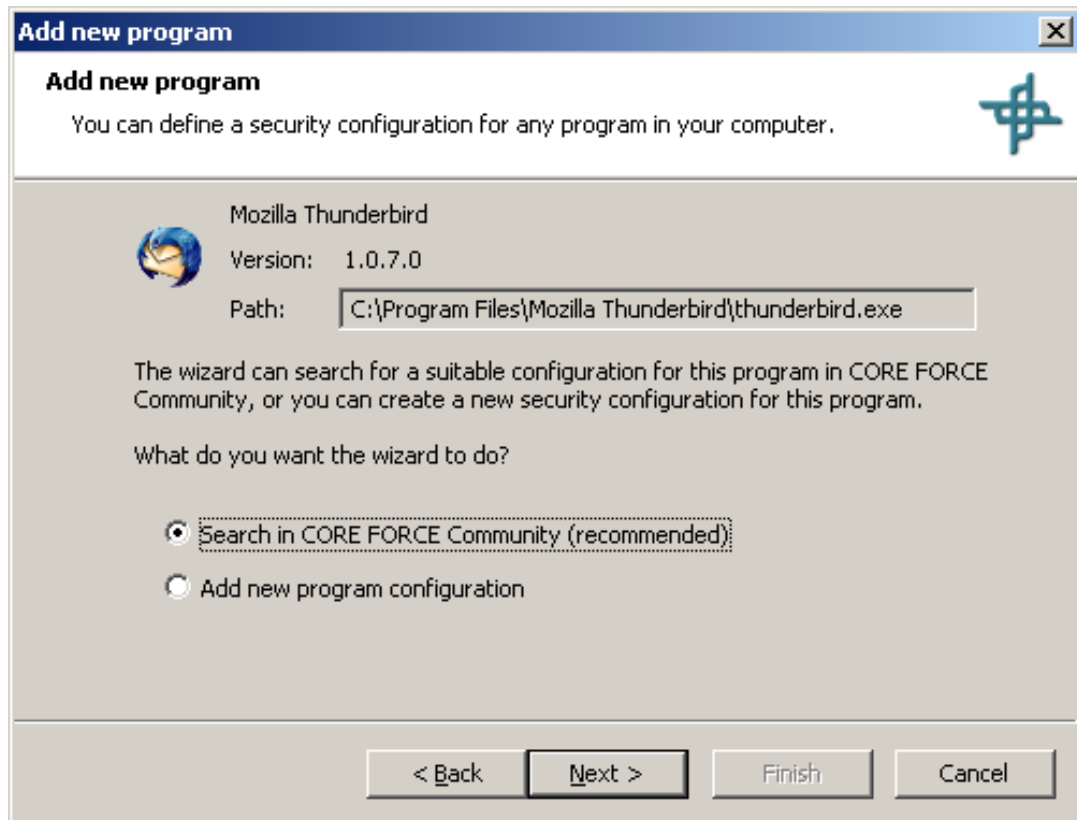 Add new program
Add new program
You can define a security configuration for any program in your computer.
Mozilla Thunderbird
Version: 1.0.7.0
Path: C:\Program Files\Mozilla Thunderbird\thunderbird.exe
The wizard can search for a suitable configuration for this program in CORE FORCE
Community, or you can create a new security configuration for this program.
What do you want the wizard to do?
Search in CORE FORCE Community (recommended)
Add new program configuration
< Back Next > Finish Cancel